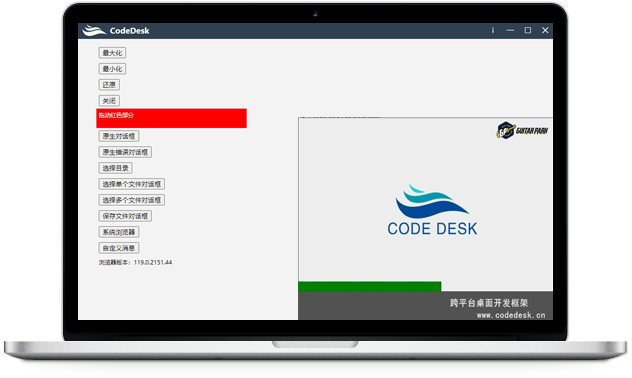 CodeDesk
最大化
最小化
还原
关闭
拖动红色部分
原生对话框
原生错误对话框
选择目录
选择单个文件对话框
选择多个文件对话框
保存文件对话框
系统浏览器
自定义消息
浏览器版本：119.0.2151.44
GUITAR PARK
CODE DESK
跨平台桌面开发框架
www.codedesk.cn